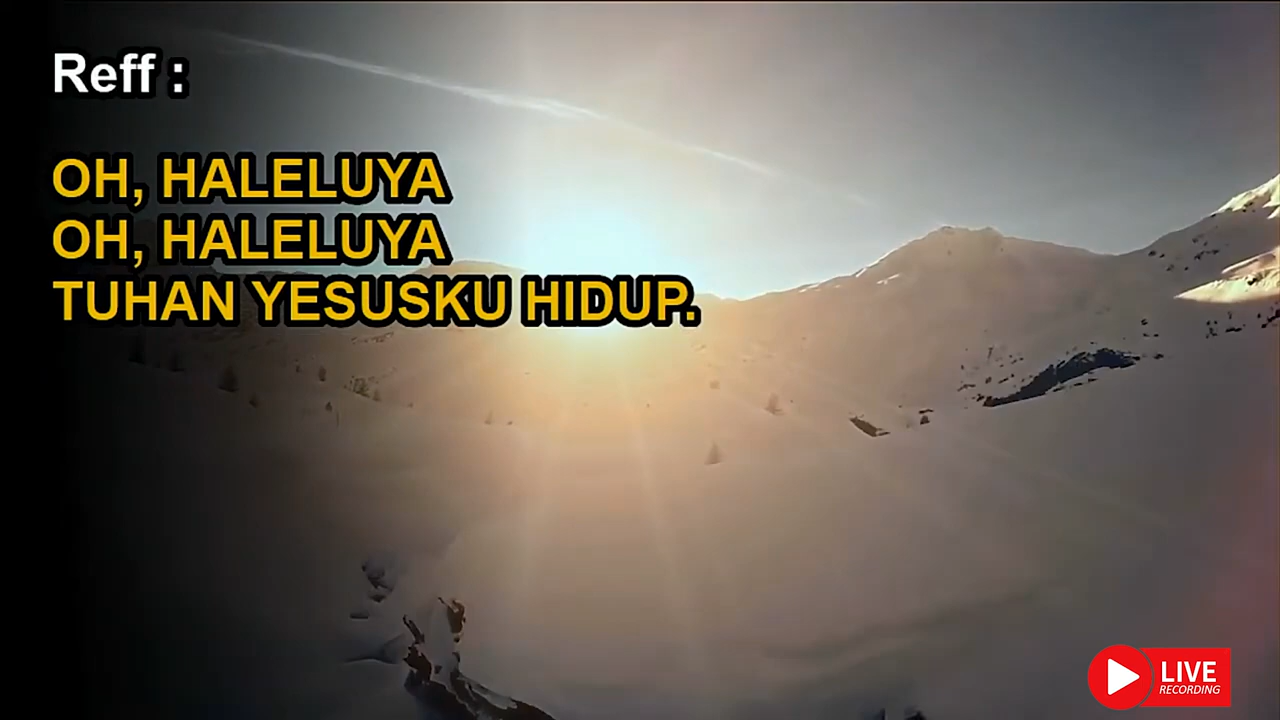 Reff :
OH, HALELUYA
OH, HALELUYA
TUHAN YESUSKU HIDUP.
LIVE
RECORDING